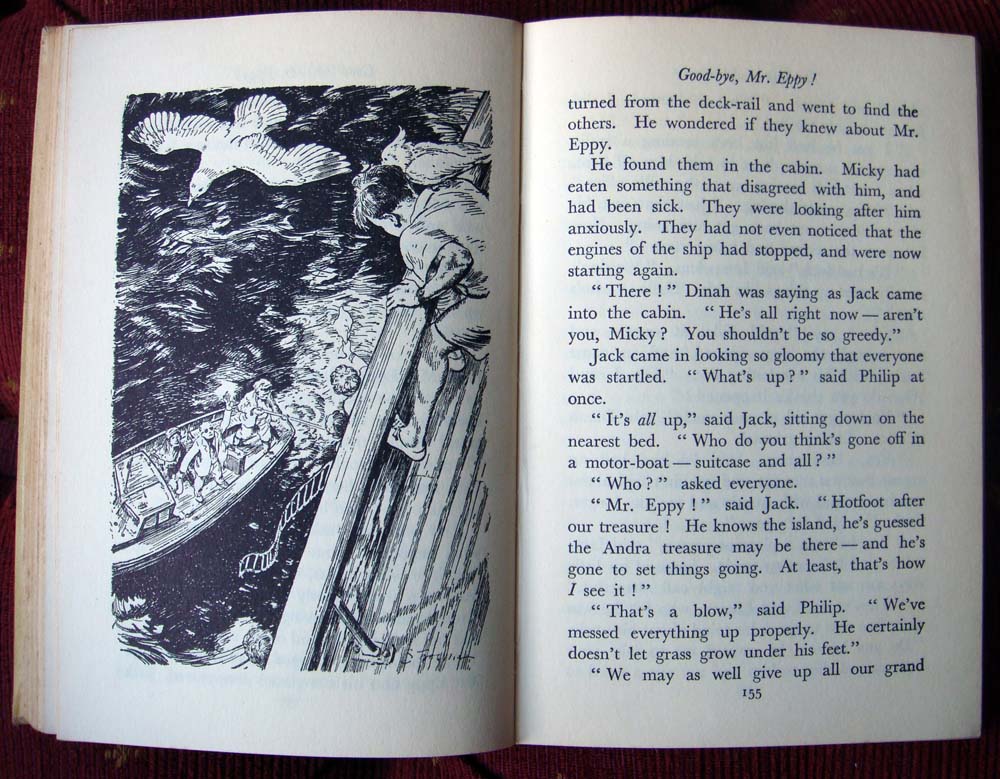 Good-bye, Mr. Eppy !
turned from the deck-rail and went to find the
others. He wondered if they knew about Mr.
Eppy.
He found them in the cabin. Micky had
eaten something that disagreed with him, and
had been sick. They were looking after him
anxiously. They had not even noticed that the
engines of the ship had stopped, and were now
starting again.
“ There ! ” Dinah was saying as Jack came
into the cabin. “ He's all right now — aren't
you, Micky ? You shouldn't be so greedy.”
Jack came in looking so gloomy that everyone
was startled. “ What's up ? ” said Philip at
once.
“ It's all up,” said Jack, sitting down on the
nearest bed. “ Who do you think's gone off in
a motor-boat — suitcase and all ? ”
“ Who ? ” asked everyone.
“ Mr. Eppy ! ” said Jack. “ Hotfoot after
our treasure ! He knows the island, he's guessed
the Andra treasure may be there — and he's
gone to set things going. At least, that's how
I see it ! ”
“ That's a blow,” said Philip. “ We've
messed everything up properly. He certainly
doesn't let grass grow under his feet.”
“ We may as well give up all our grand
155